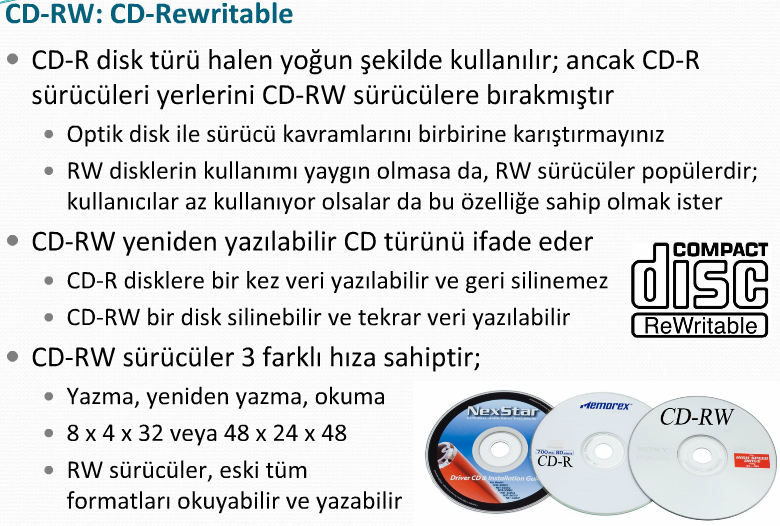 CD-RW: CD-Rewritable
• CD-R disk türü halen yoğun şekilde kullanılır; ancak CD-R
sürücüleri yerlerini CD-RW sürücülere bırakmıştır
• Optik disk ile sürücü kavramlarını birbirine karıştırmayınız
• RW disklerin kullanımı yaygın olmasa da, RW sürücüler popülerdir;
kullanıcılar az kullanıyor olsalar da bu özelliğe sahip olmak ister
• CD-RW yeniden yazılabilir CD türünü ifade eder
• CD-R disklere bir kez veri yazılabilir ve geri silinemez
• CD-RW bir disk silinebilir ve tekrar veri yazılabilir
COMPACT
disc
ReWritable
• CD-RW sürücüler 3 farklı hıza sahiptir;
• Yazma, yeniden yazma, okuma
• 8 x 4 x 32 veya 48 x 24 x 48
• RW sürücüler, eski tüm
formatları okuyabilir ve yazabilir
NexStar
Driver CD & Installation
Memorex
700MB
CD-R
CD-RW